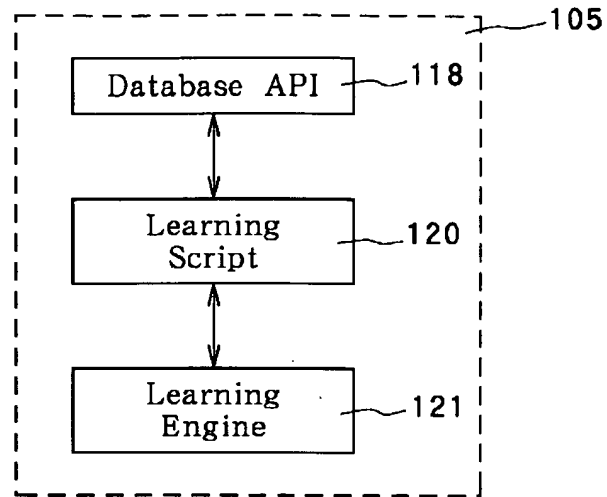 105
Database API
118
Learning
Script
120
Learning
Engine
121